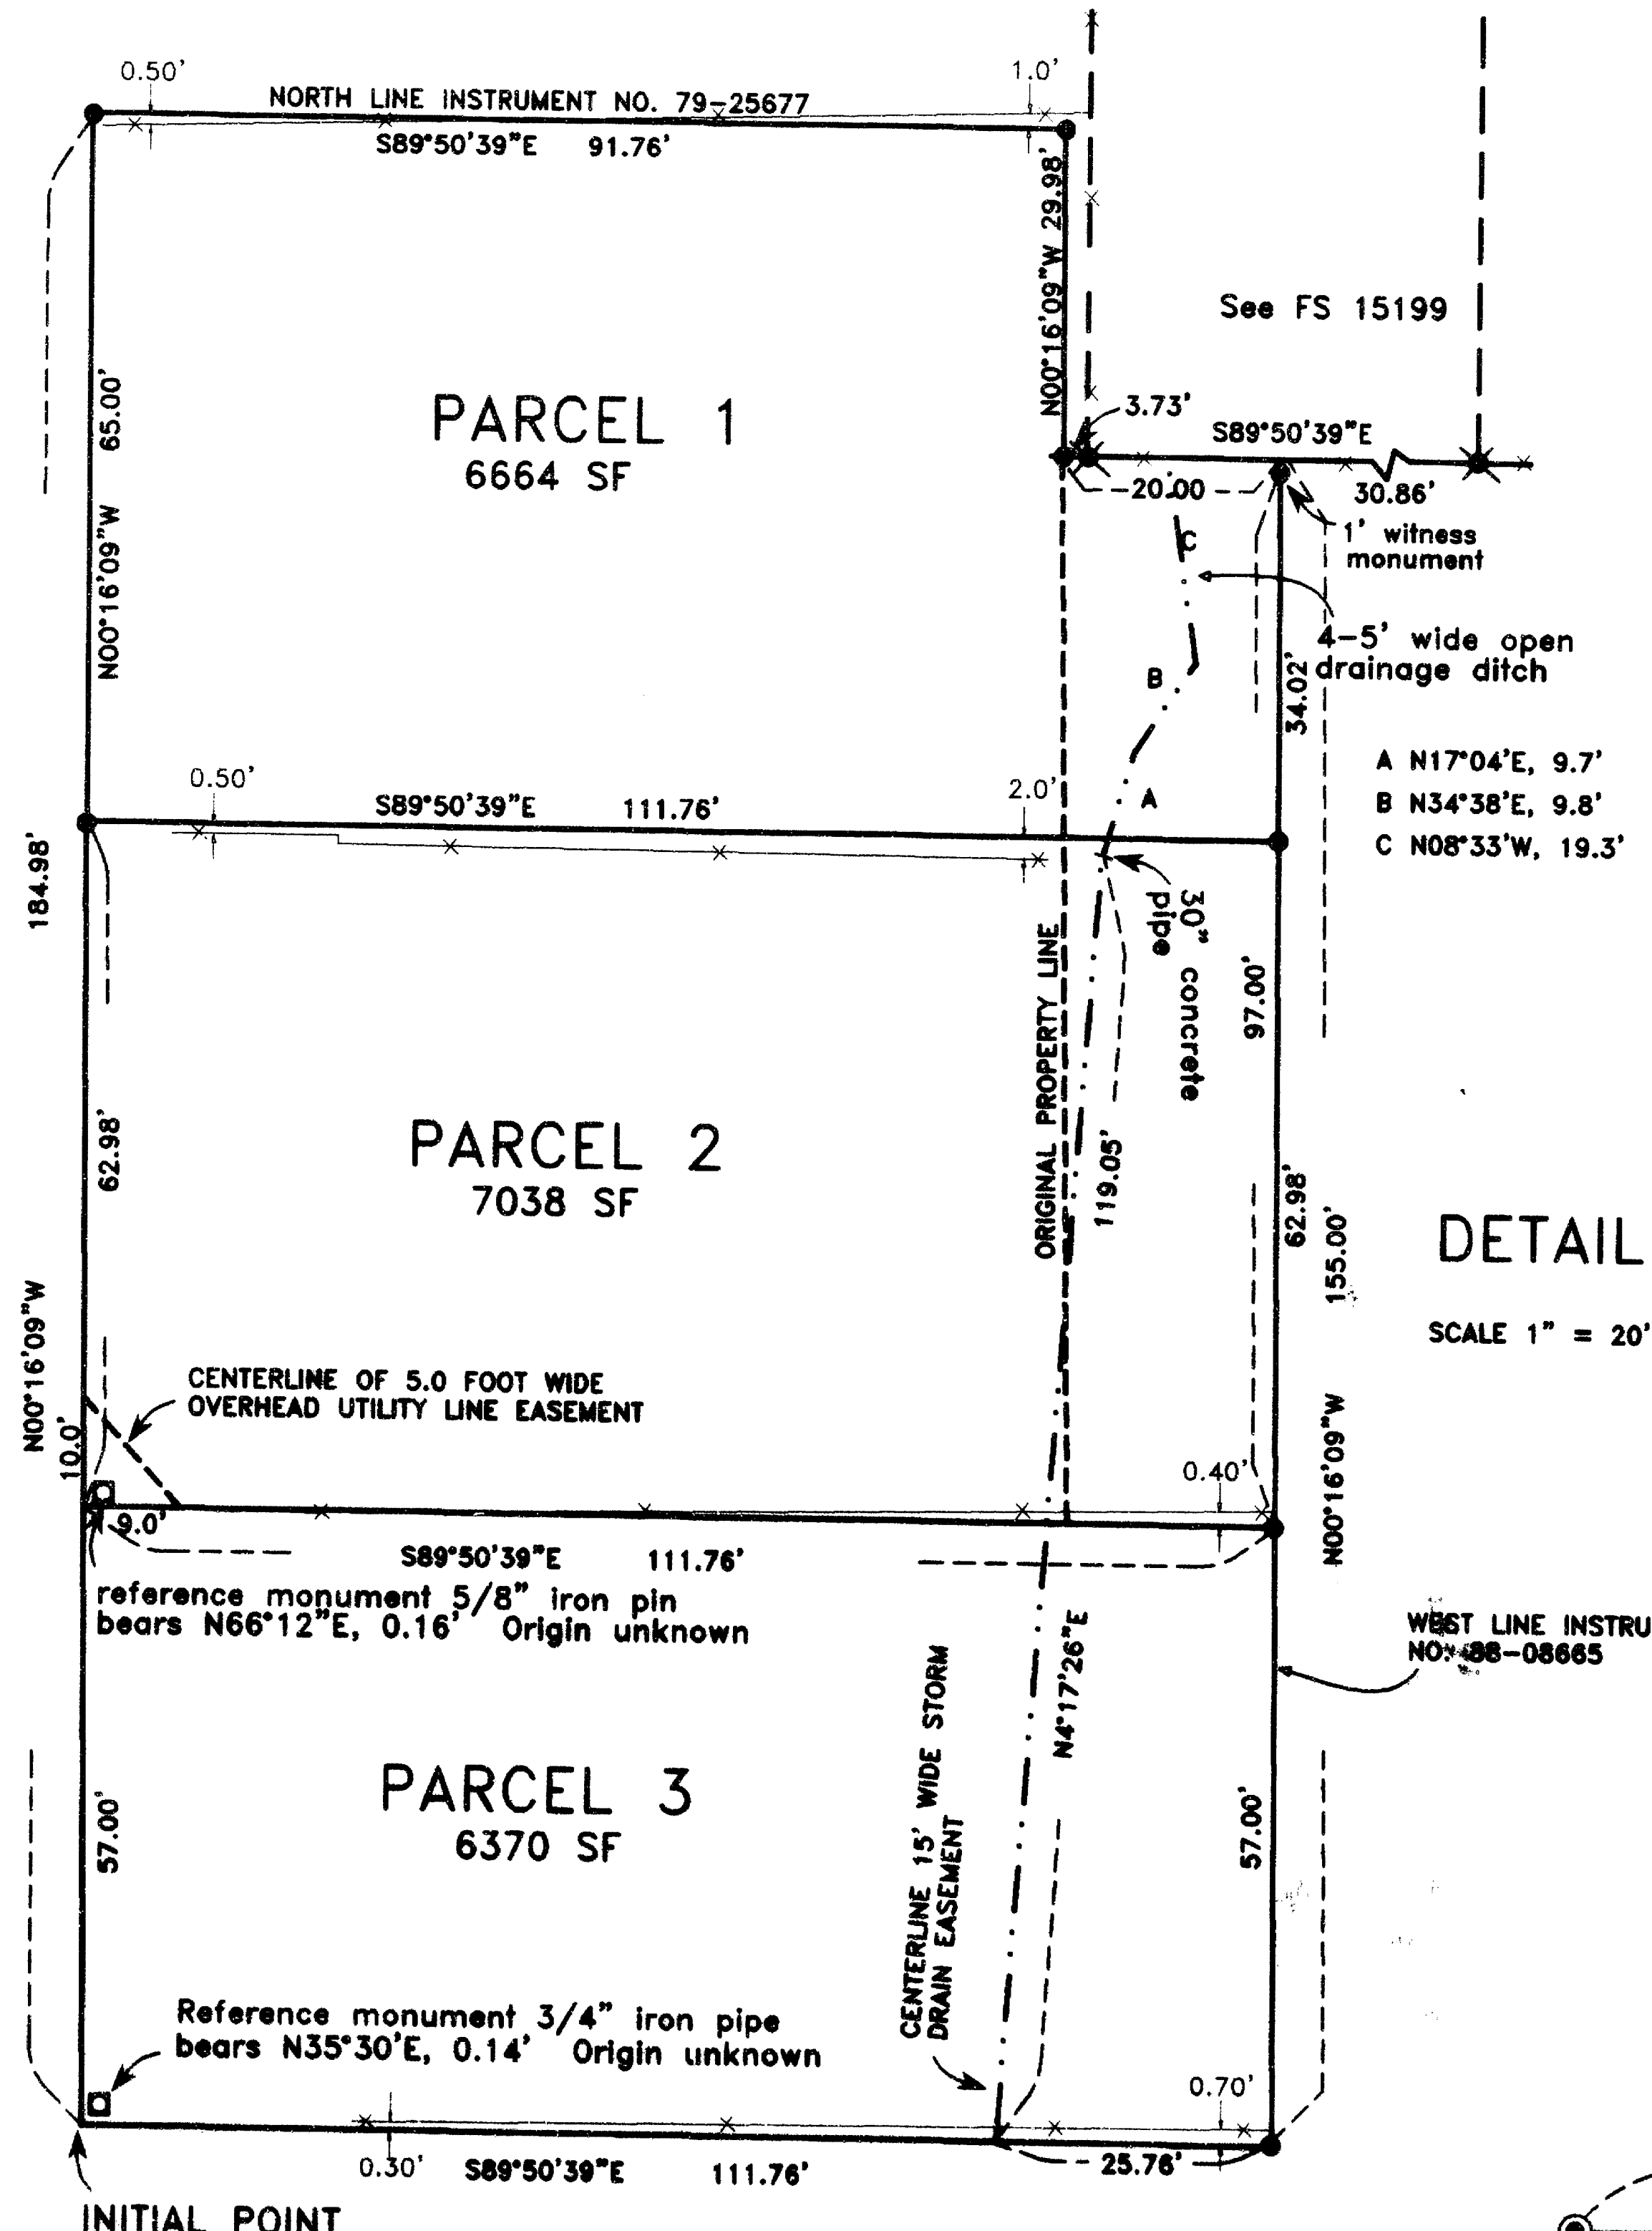 0.50'
1.0'
NORTH LINE INSTRUMENT NO. 79-25677
S89°50'39"E 91.76'
N00°16'09"W 29.98'
See FS 15199
3.73'
S89°50'39"E
PARCEL 1
6664 SF
65.00'
N00°16'09"W
20.00'
30.86'
1' witness
monument
C
4-5' wide open
drainage ditch
B
34.02'
A N17°04'E, 9.7'
B N34°38'E, 9.8'
C N08°33'W, 19.3'
A
0.50'
S89°50'39"E 111.76'
2.0'
184.98'
30" concrete
pipe
ORIGINAL PROPERTY LINE
97.00'
PARCEL 2
7038 SF
62.98'
119.05'
62.98'
155.00'
DETAIL
SCALE 1" = 20'
N00°16'09"W
CENTERLINE OF 5.0 FOOT WIDE
OVERHEAD UTILITY LINE EASEMENT
10.0'
0.40'
N00°16'09"W
9.0'
S89°50'39"E 111.76'
reference monument 5/8" iron pin
bears N66°12"E, 0.16' Origin unknown
WEST LINE INSTRU
NO. 88-08665
N4°17'26"E
PARCEL 3
6370 SF
57.00'
57.00'
CENTERLINE 15' WIDE STORM
DRAIN EASEMENT
Reference monument 3/4" iron pipe
bears N35°30'E, 0.14' Origin unknown
0.70'
0.30'
S89°50'39"E 111.76'
25.76'
INITIAL POINT